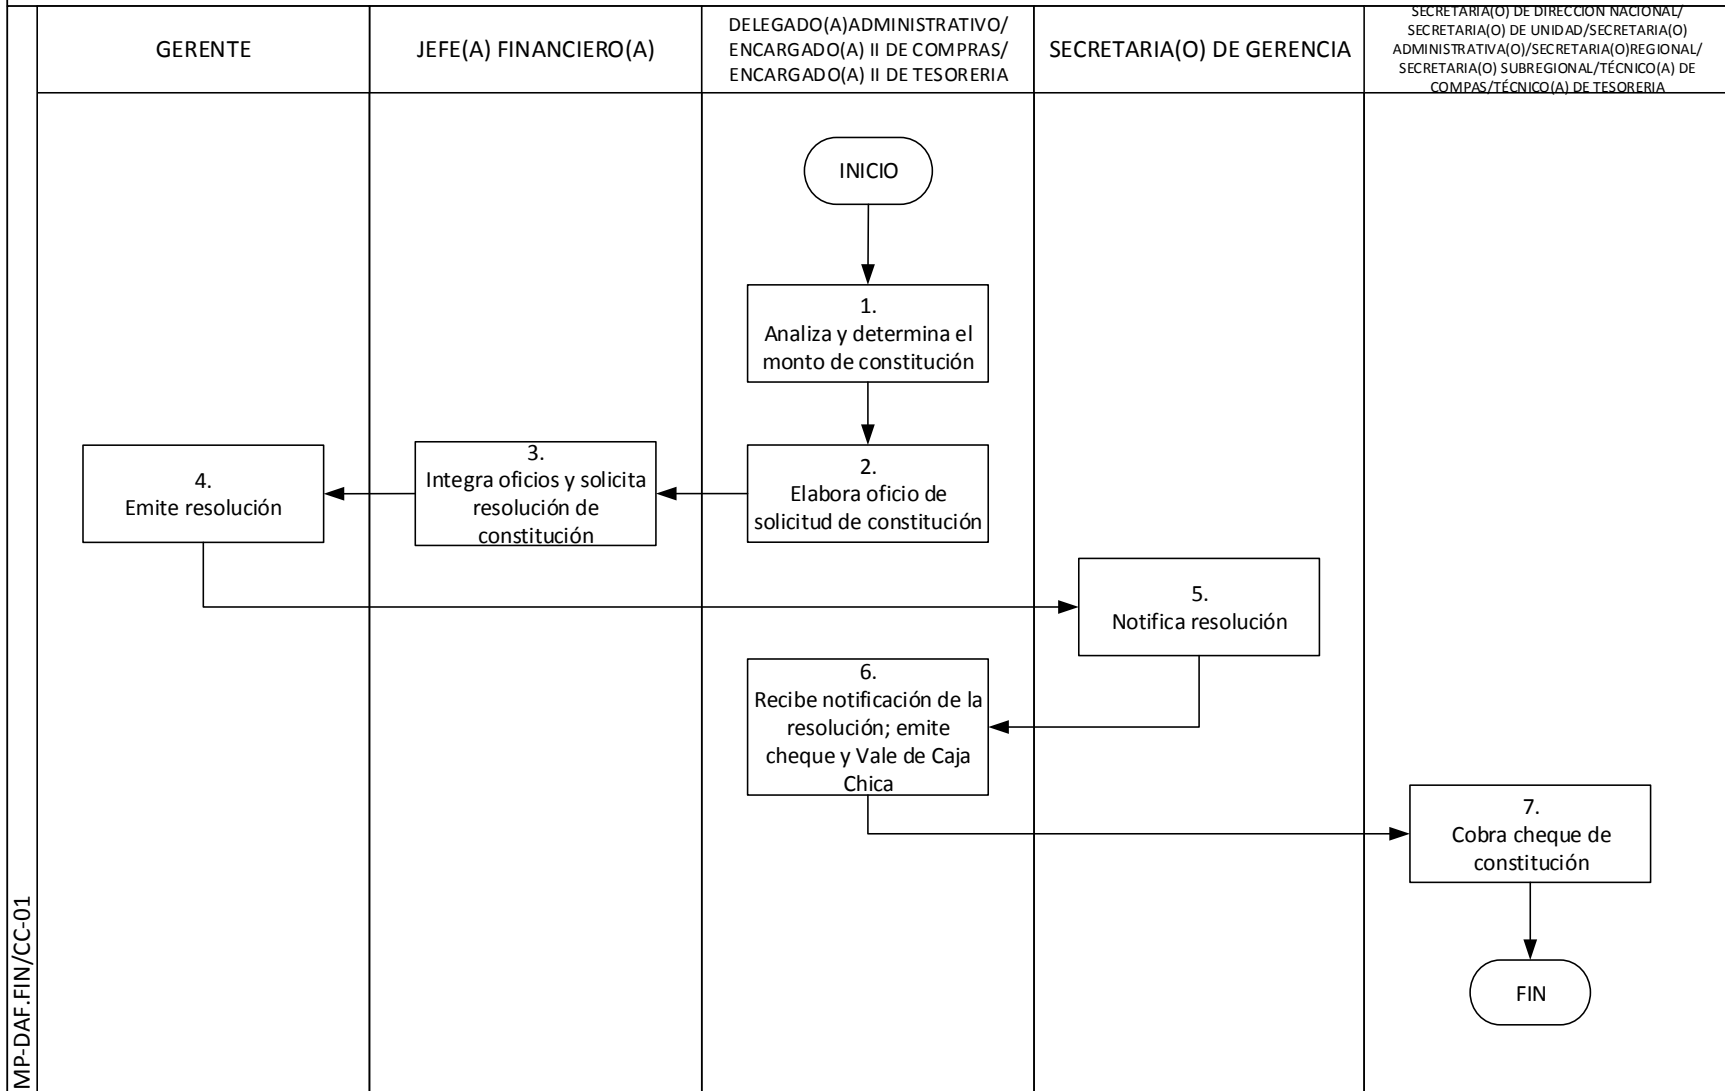 GERENTE
JEFE(A) FINANCIERO(A)
DELEGADO(A)ADMINISTRATIVO/
ENCARGADO(A) II DE COMPRAS/
ENCARGADO(A) II DE TESORERIA
SECRETARIA(O) DE GERENCIA
SECRETARIA(O) DE DIRECCION NACIONAL/
SECRETARIA(O) DE UNIDAD/SECRETARIA(O)
ADMINISTRATIVA(O)/SECRETARIA(O)REGIONAL/
SECRETARIA(O) SUBREGIONAL/TÉCNICO(A) DE
COMPAS/TÉCNICO(A) DE TESORERIA
INICIO
1.
Analiza y determina el
monto de constitución
2.
Elabora oficio de
solicitud de constitución
3.
Integra oficios y solicita
resolución de
constitución
4.
Emite resolución
5.
Notifica resolución
6.
Recibe notificación de la
resolución; emite
cheque y Vale de Caja
Chica
7.
Cobra cheque de
constitución
FIN
MP-DAF.FIN/CC-01